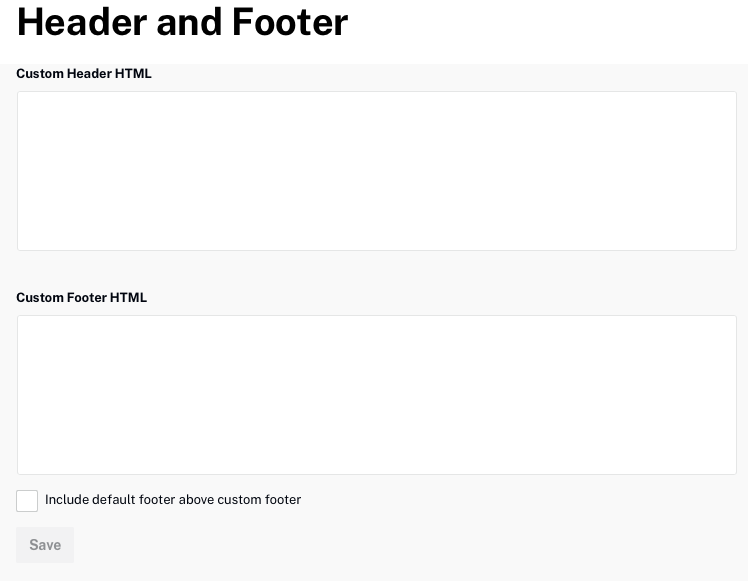 Header and Footer
Custom Header HTML
Custom Footer HTML
Include default footer above custom footer
Save